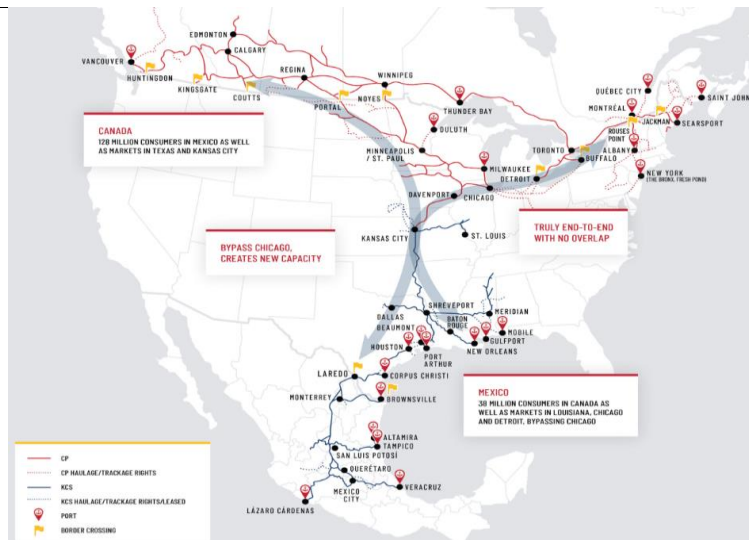 EDMONTON
CALGARY
VANCOUVER
HUNTINGDON
KINGSGATE
COUTTS
REGINA
WINNIPEG
PORTAL
NOYES
THUNDER BAY
DULUTH
MINNEAPOLIS
/ ST. PAUL
QUÉBEC CITY
MONTRÉAL
SAINT JOHN
ROUSES
POINT
JACKMAN
SEARSPORT
TORONTO
ALBANY
BUFFALO
NEW YORK
(THE BRONX, FRESH POND)
MILWAUKEE
DETROIT
DAVENPORT
CHICAGO
CANADA
128 MILLION CONSUMERS IN MEXICO AS WELL
AS MARKETS IN TEXAS AND KANSAS CITY
KANSAS CITY
ST. LOUIS
BYPASS CHICAGO,
CREATES NEW CAPACITY
TRULY END-TO-END
WITH NO OVERLAP
SHREVEPORT
DALLAS
MERIDIAN
BEAUMONT
BATON
ROUGE
MOBILE
GULFPORT
HOUSTON
PORT
ARTHUR
NEW ORLEANS
LAREDO
CORPUS CHRISTI
MONTERREY
BROWNSVILLE
MEXICO
38 MILLION CONSUMERS IN CANADA AS
WELL AS MARKETS IN LOUISIANA, CHICAGO
AND DETROIT, BYPASSING CHICAGO
ALTAMIRA
TAMPICO
SAN LUIS POTOSÍ
QUERÉTARO
MEXICO
CITY
VERACRUZ
LÁZARO CÁRDENAS
CP
CP HAULAGE/TRACKAGE RIGHTS
KCS
KCS HAULAGE/TRACKAGE RIGHTS/LEASED
PORT
BORDER CROSSING